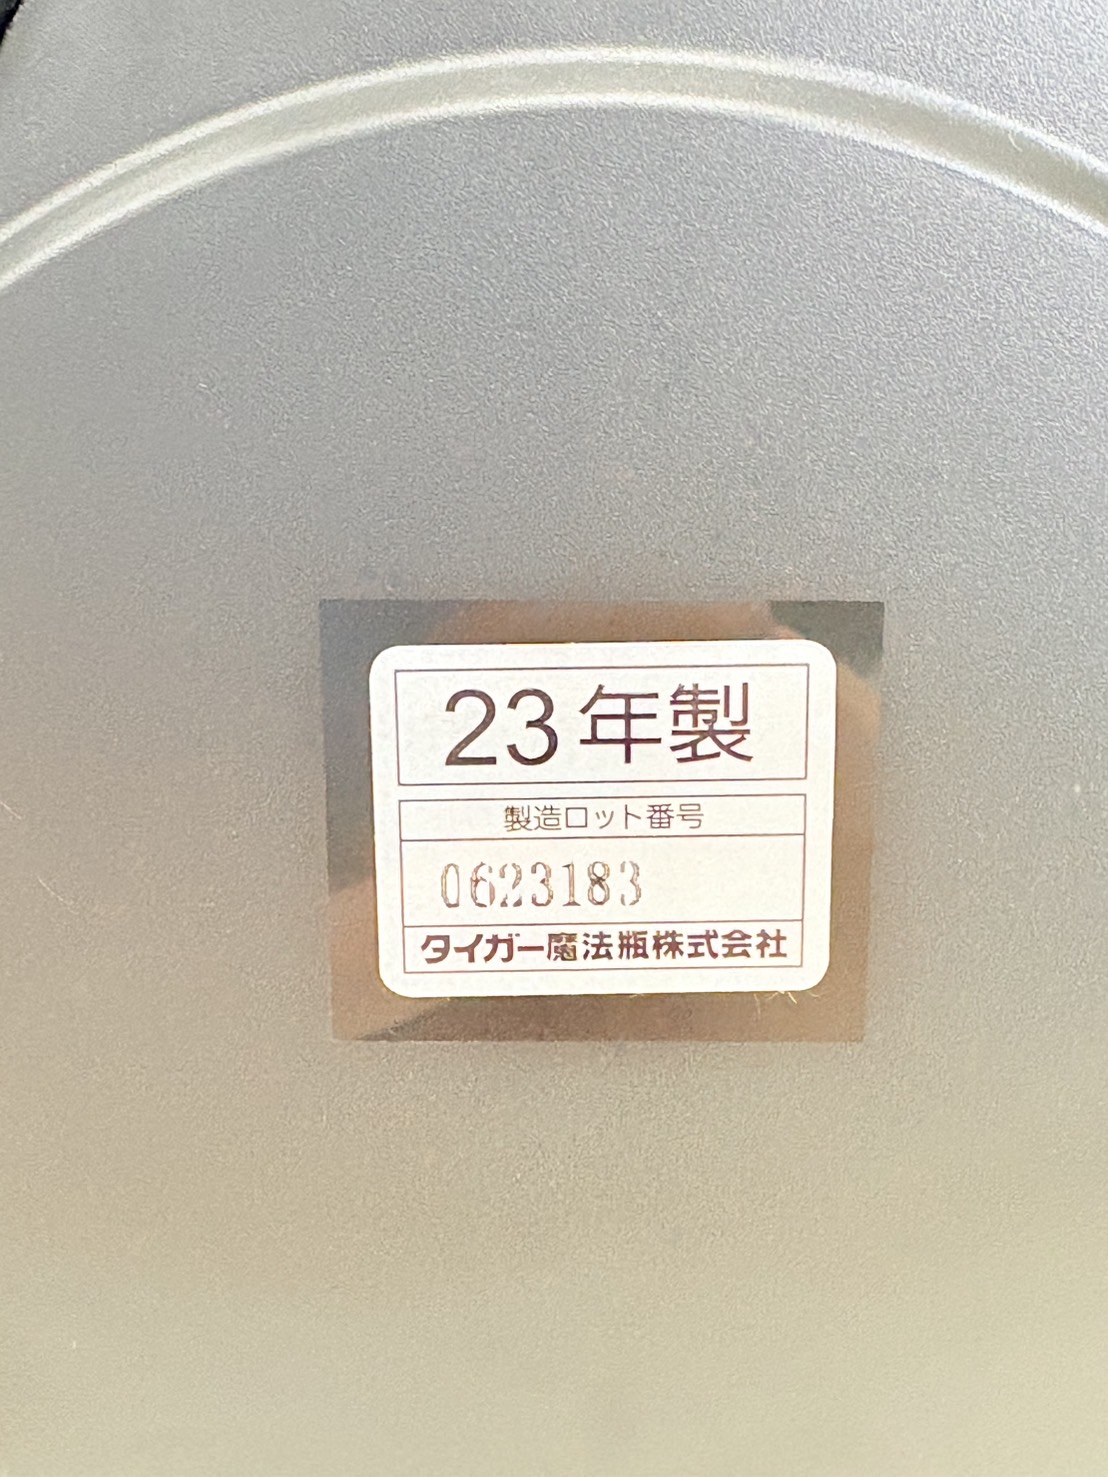 23年製
製造ロット番号
0623183
タイガー魔法瓶株式会社